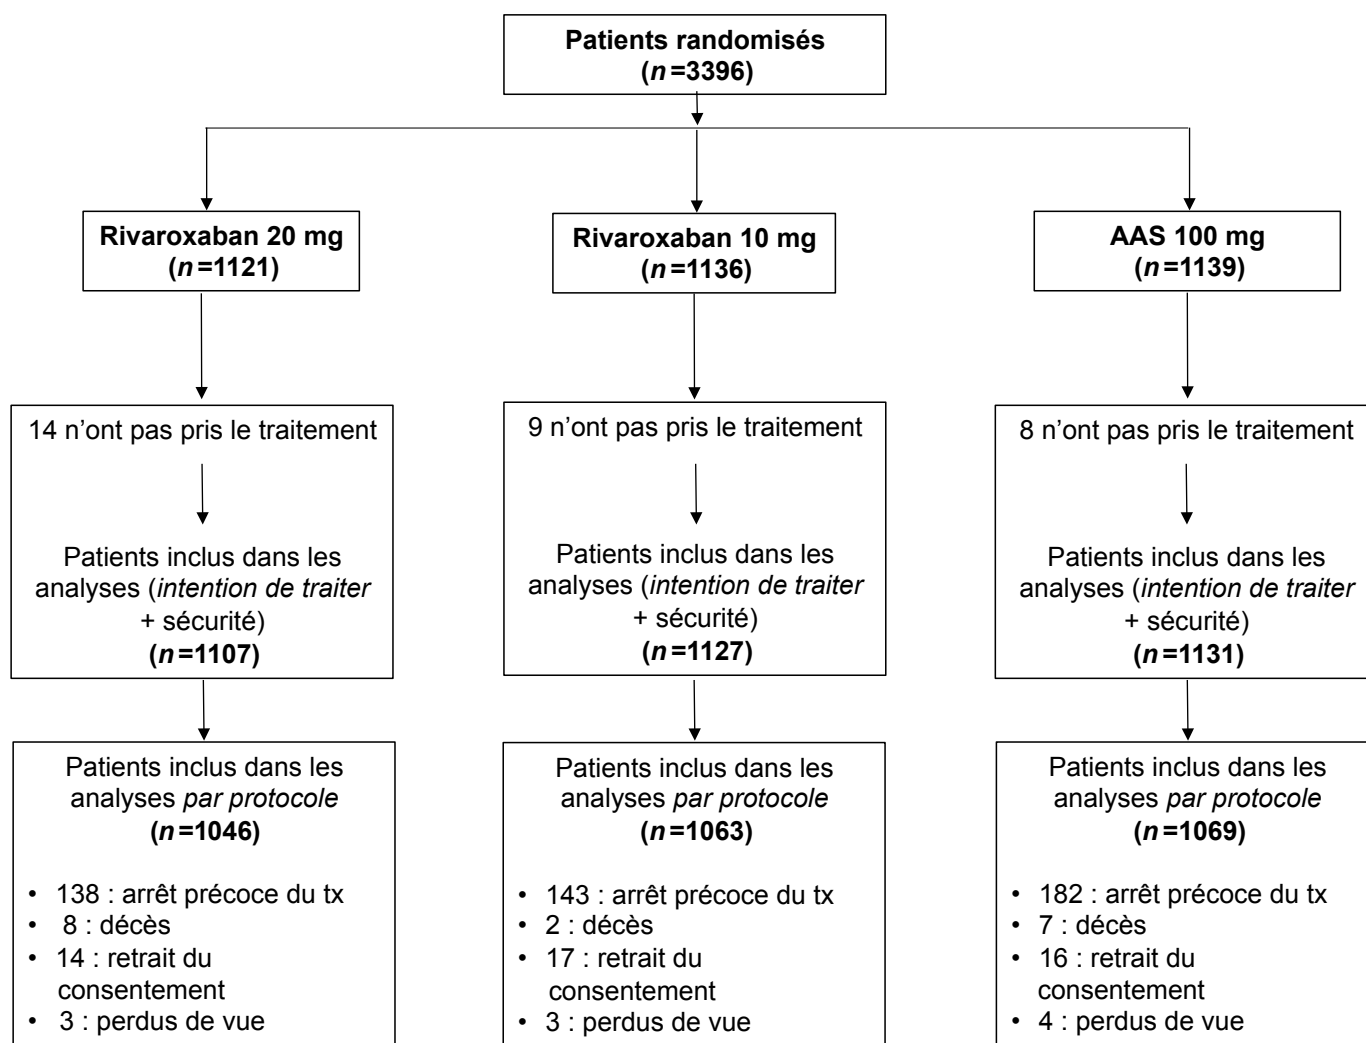 Patients randomisés
(n=3396)
Rivaroxaban 20 mg
(n=1121)
Rivaroxaban 10 mg
(n=1136)
AAS 100 mg
(n=1139)
14 n’ont pas pris le traitement
Patients inclus dans les
analyses (intention de traiter
+ sécurité)
(n=1107)
9 n’ont pas pris le traitement
Patients inclus dans les
analyses (intention de traiter
+ sécurité)
(n=1127)
8 n’ont pas pris le traitement
Patients inclus dans les
analyses (intention de traiter
+ sécurité)
(n=1131)
Patients inclus dans les
analyses par protocole
(n=1046)
• 138 : arrêt précoce du tx
• 8 : décès
• 14 : retrait du
consentement
• 3 : perdus de vue
Patients inclus dans les
analyses par protocole
(n=1063)
• 143 : arrêt précoce du tx
• 2 : décès
• 17 : retrait du
consentement
• 3 : perdus de vue
Patients inclus dans les
analyses par protocole
(n=1069)
• 182 : arrêt précoce du tx
• 7 : décès
• 16 : retrait du
consentement
• 4 : perdus de vue